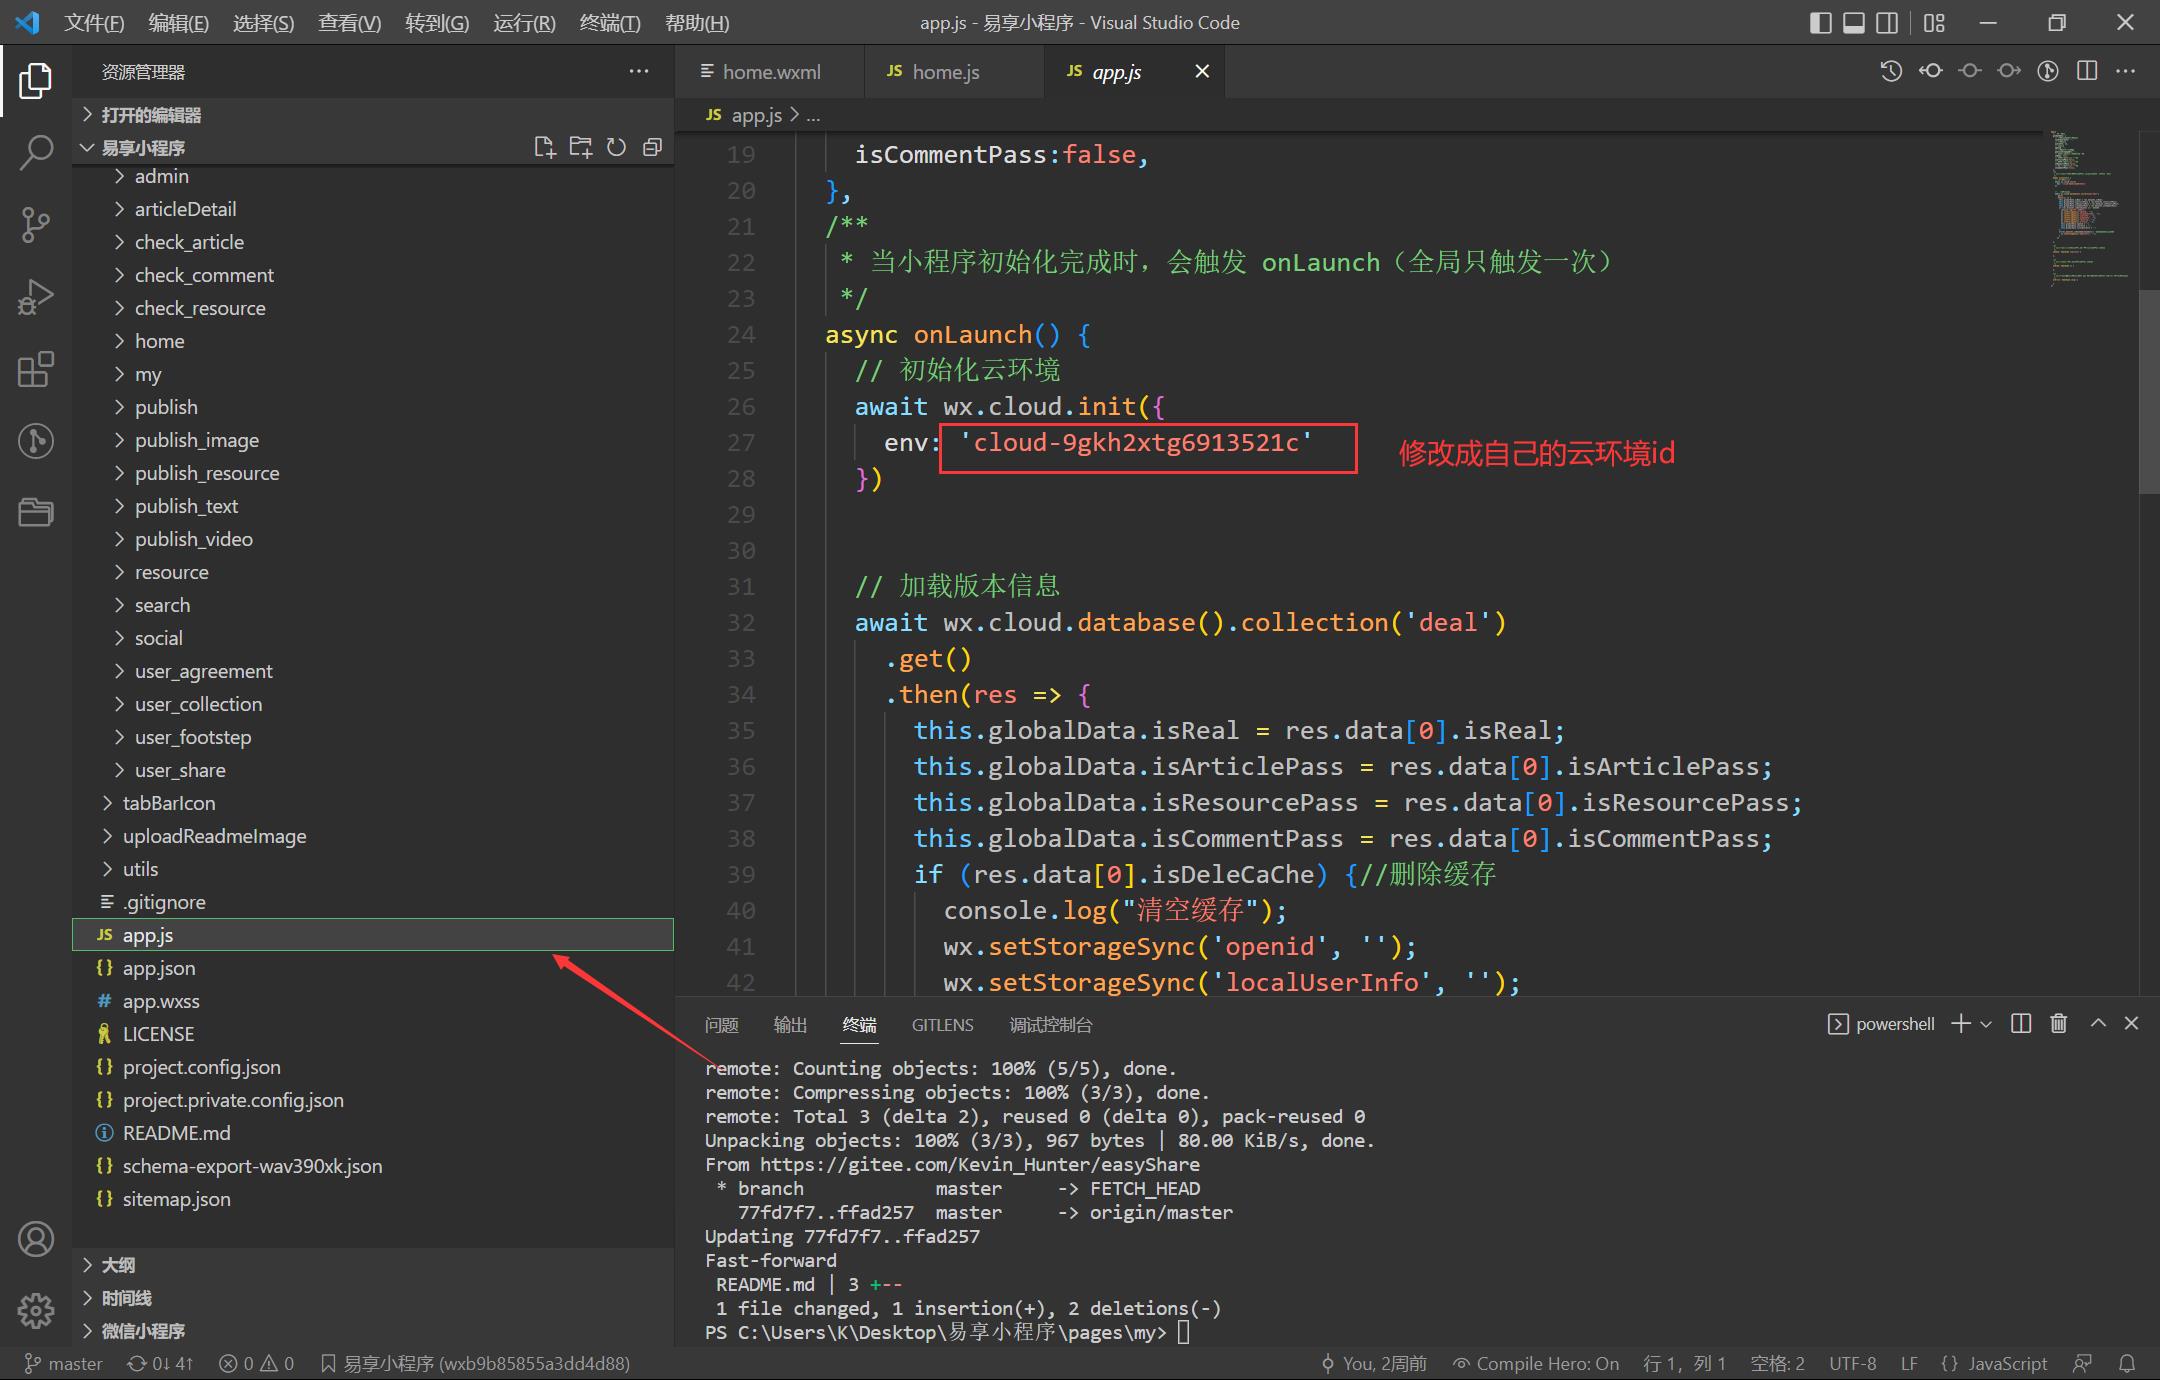 文件(F) 编辑(E) 选择(S) 查看(V) 转到(G) 运行(R) 终端(T) 帮助(H)
app.js - 易享小程序 - Visual Studio Code
资源管理器
打开的编辑器
易享小程序
admin
articleDetail
check_article
check_comment
check_resource
home
my
publish
publish_image
publish_resource
publish_text
publish_video
resource
search
social
user_agreement
user_collection
user_footstep
user_share
tabBarIcon
uploadReadmeImage
utils
.gitignore
JS app.js
{} app.json
# app.wxss
LICENSE
{} project.config.json
{} project.private.config.json
README.md
{} schema-export-wav390xk.json
{} sitemap.json
大纲
时间线
微信小程序
home.wxml JS home.js JS app.js
JS app.js > ...
19 isCommentPass:false,
20 },
21 /**
22 * 当小程序初始化完成时，会触发 onLaunch（全局只触发一次）
23 */
24 async onLaunch() {
25 // 初始化云环境
26 await wx.cloud.init({
27 env: 'cloud-9gkh2xtg6913521c'
修改成自己的云环境id
28 })
29
30
31 // 加载版本信息
32 await wx.cloud.database().collection('deal')
33 .get()
34 .then(res => {
35 this.globalData.isReal = res.data[0].isReal;
36 this.globalData.isArticlePass = res.data[0].isArticlePass;
37 this.globalData.isResourcePass = res.data[0].isResourcePass;
38 this.globalData.isCommentPass = res.data[0].isCommentPass;
39 if (res.data[0].isDeleCaChe) {//删除缓存
40 console.log("清空缓存");
41 wx.setStorageSync('openid', '');
42 wx.setStorageSync('localUserInfo', '');
问题 输出 终端 GITLENS 调试控制台
powershell
remote: Counting objects: 100% (5/5), done.
remote: Compressing objects: 100% (3/3), done.
remote: Total 3 (delta 2), reused 0 (delta 0), pack-reused 0
Unpacking objects: 100% (3/3), 967 bytes | 80.00 KiB/s, done.
From https://gitee.com/Kevin_Hunter/easyShare
* branch master -> FETCH_HEAD
77fd7f7..ffad257 master -> origin/master
Updating 77fd7f7..ffad257
Fast-forward
README.md | 3 +--
1 file changed, 1 insertion(+), 2 deletions(-)
PS C:\Users\K\Desktop\易享小程序\pages\my>
master 0↓ 4↑ 0 0 易享小程序 (wxb9b85855a3dd4d88) You, 2周前 Compile Hero: On 行 1，列 1 空格: 2 UTF-8 LF {} JavaScript